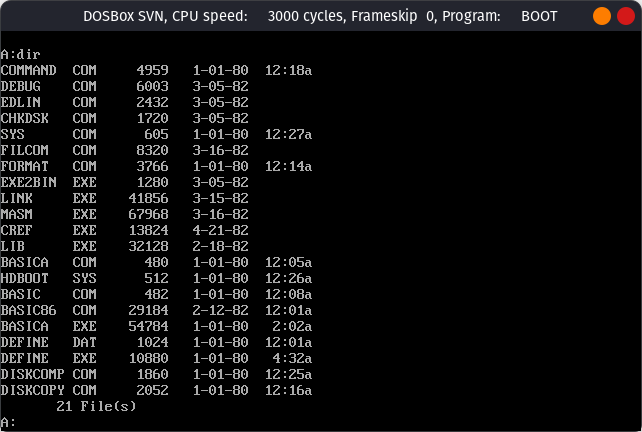 DOSBox SVN, CPU speed: 3000 cycles, Frameskip 0, Program: BOOT
A:dir
COMMAND COM 4959 1-01-80 12:18a
DEBUG COM 6003 3-05-82
EDLIN COM 2432 3-05-82
CHKDSK COM 1720 3-05-82
SYS COM 605 1-01-80 12:27a
FILCOM COM 8320 3-16-82
FORMAT COM 3766 1-01-80 12:14a
EXE2BIN EXE 1280 3-05-82
LINK EXE 41856 3-15-82
MASM EXE 67968 3-16-82
CREF EXE 13824 4-21-82
LIB EXE 32128 2-18-82
BASICA COM 480 1-01-80 12:05a
HDBOOT SYS 512 1-01-80 12:26a
BASIC COM 482 1-01-80 12:08a
BASIC86 COM 29184 2-12-82 12:01a
BASICA EXE 54784 1-01-80 2:02a
DEFINE DAT 1024 1-01-80 12:01a
DEFINE EXE 10880 1-01-80 4:32a
DISKCOMP COM 1860 1-01-80 12:25a
DISKCOPY COM 2052 1-01-80 12:16a
21 File(s)
A: